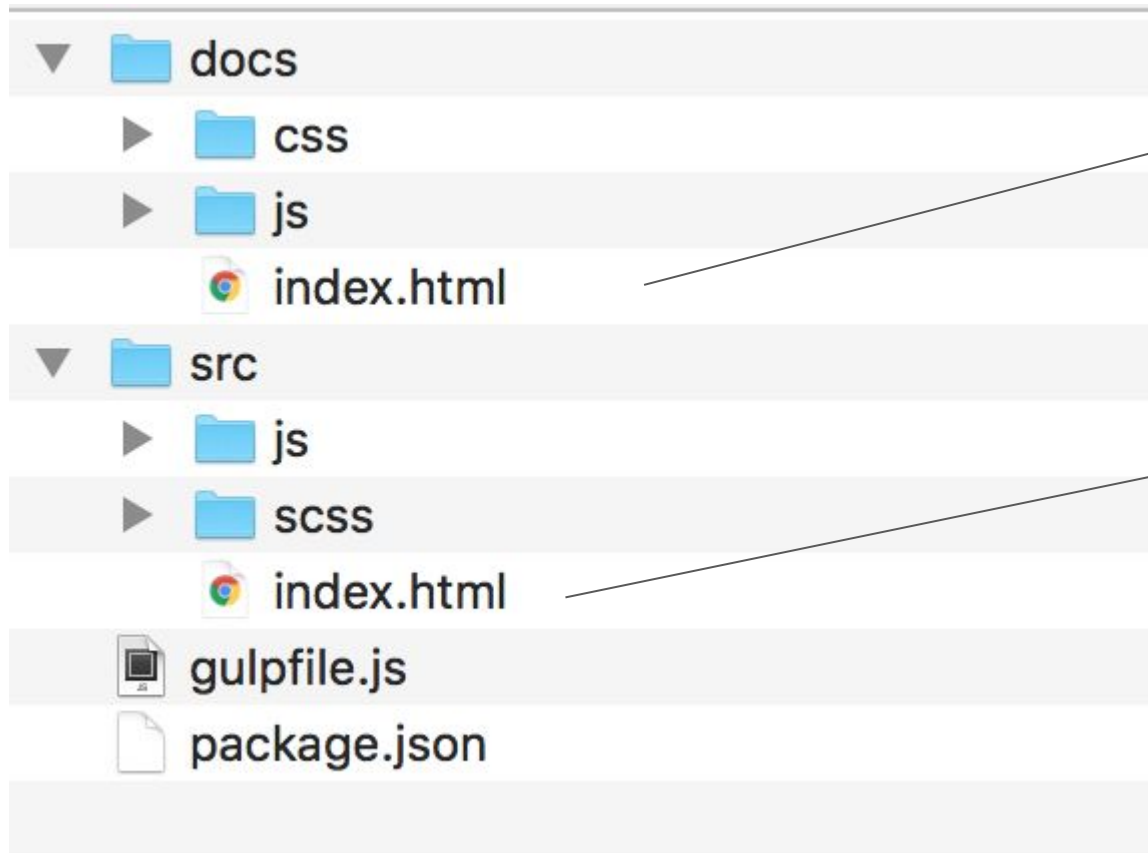 docs
css
js
index.html
src
js
scss
index.html
gulpfile.js
package.json